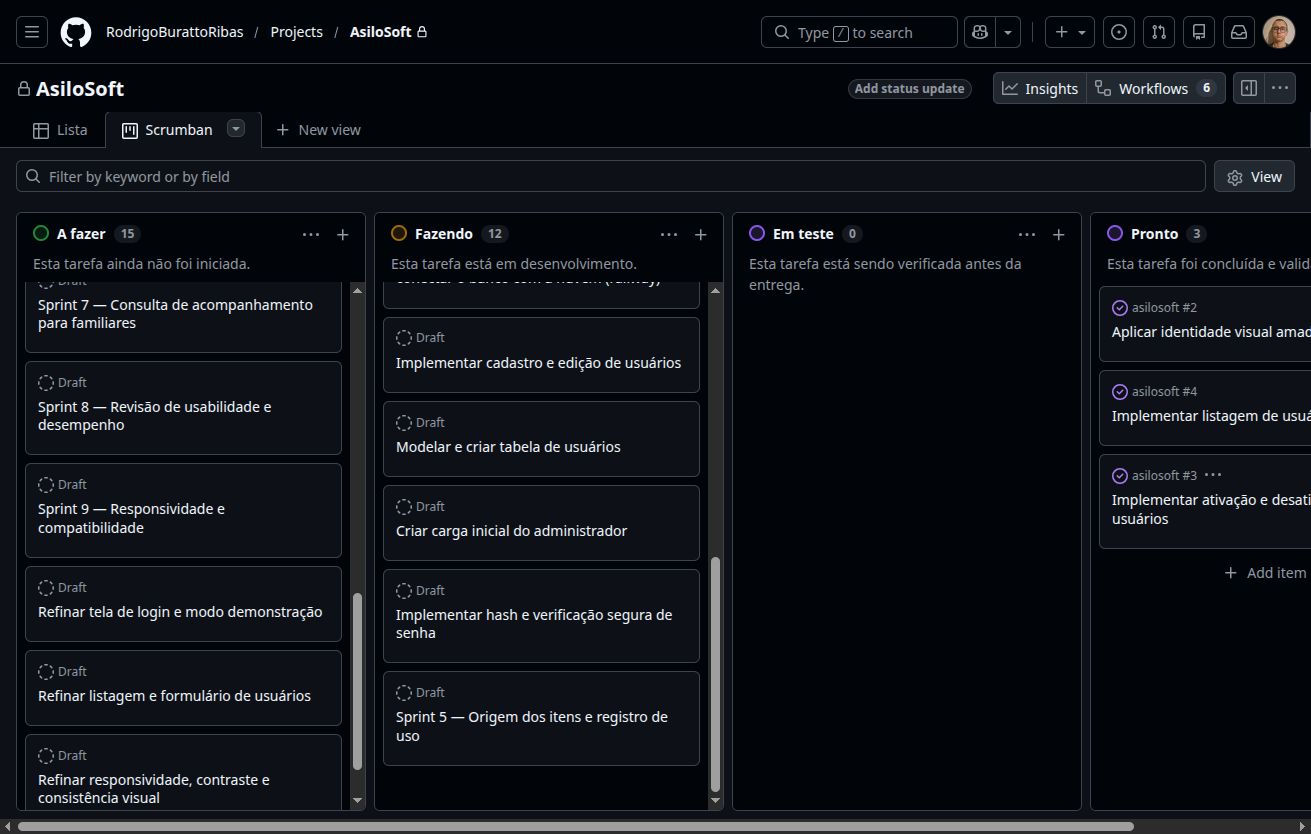 RodrigoBurattoRibas / Projects / AsiloSoft
Type / to search
AsiloSoft
Add status update
Insights
Workflows 6
Lista
Scrumban
New view
Filter by keyword or by field
View
A fazer 15
Esta tarefa ainda não foi iniciada.
Sprint 7 — Consulta de acompanhamento
para familiares
Draft
Sprint 8 — Revisão de usabilidade e
desempenho
Draft
Sprint 9 — Responsividade e
compatibilidade
Draft
Refinar tela de login e modo demonstração
Draft
Refinar listagem e formulário de usuários
Draft
Refinar responsividade, contraste e
consistência visual
Fazendo 12
Esta tarefa está em desenvolvimento.
conectar o banco com a nuvem (railway)
Draft
Implementar cadastro e edição de usuários
Draft
Modelar e criar tabela de usuários
Draft
Criar carga inicial do administrador
Draft
Implementar hash e verificação segura de
senha
Draft
Sprint 5 — Origem dos itens e registro de
uso
Em teste 0
Esta tarefa está sendo verificada antes da
entrega.
Pronto 3
Esta tarefa foi concluída e valid
asilosoft #2
Aplicar identidade visual amad
asilosoft #4
Implementar listagem de usuá
asilosoft #3
Implementar ativação e desati
usuários
Add item